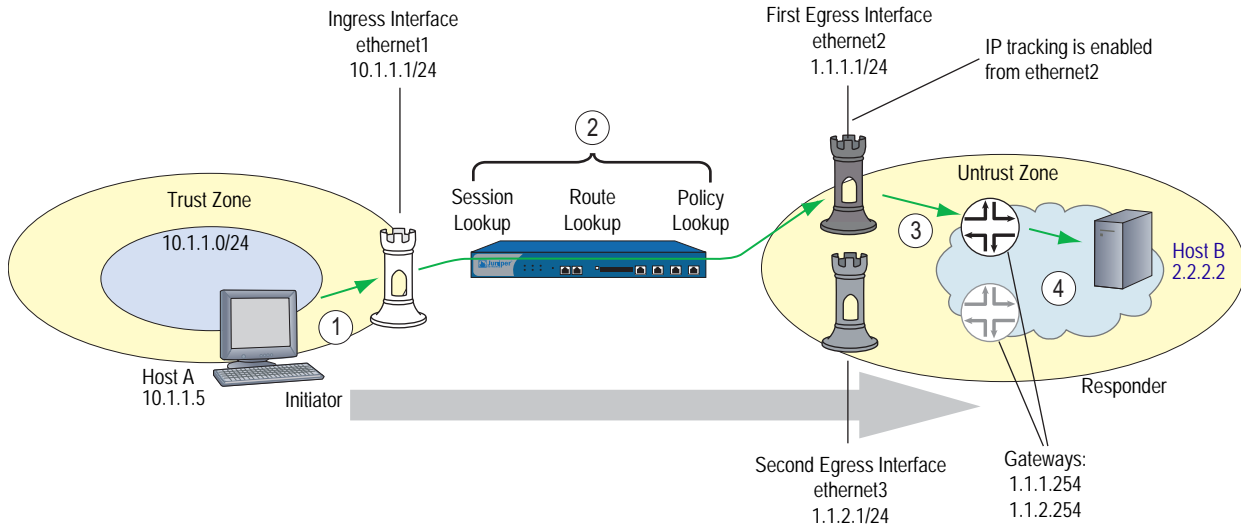 Ingress Interface
ethernet1
10.1.1.1/24
First Egress Interface
ethernet2
1.1.1.1/24
IP tracking is enabled
from ethernet2
2
Session
Lookup
Route
Lookup
Policy
Lookup
Trust Zone
10.1.1.0/24
Untrust Zone
Juniper
1
3
4
Host B
2.2.2.2
Host A
10.1.1.5
Initiator
Responder
Second Egress Interface
ethernet3
1.1.2.1/24
Gateways:
1.1.1.254
1.1.2.254